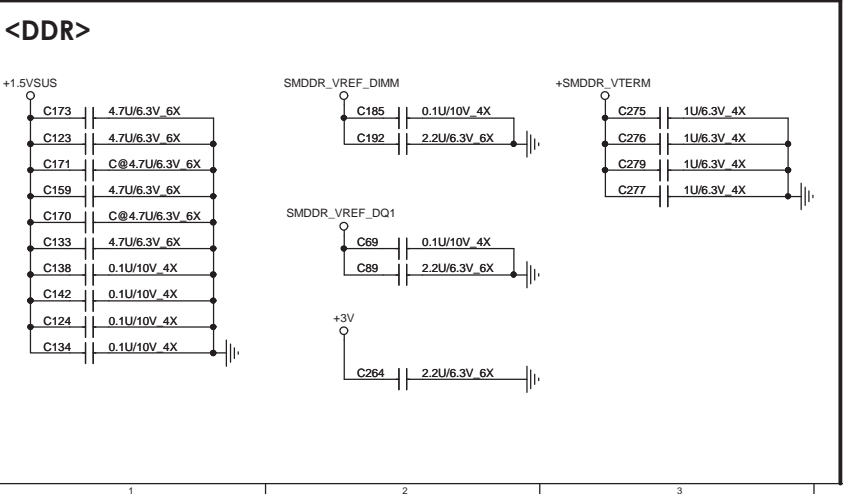 <DDR>
+1.5VSUS
C173 4.7U/6.3V_6X
C123 4.7U/6.3V_6X
C171 C@4.7U/6.3V_6X
C159 4.7U/6.3V_6X
C170 C@4.7U/6.3V_6X
C133 4.7U/6.3V_6X
C138 0.1U/10V_4X
C142 0.1U/10V_4X
C124 0.1U/10V_4X
C134 0.1U/10V_4X
SMDDR_VREF_DIMM
C185 0.1U/10V_4X
C192 2.2U/6.3V_6X
SMDDR_VREF_DQ1
C69 0.1U/10V_4X
C89 2.2U/6.3V_6X
+3V
C264 2.2U/6.3V_6X
+SMDDR_VTERM
C275 1U/6.3V_4X
C276 1U/6.3V_4X
C279 1U/6.3V_4X
C277 1U/6.3V_4X
1 2 3